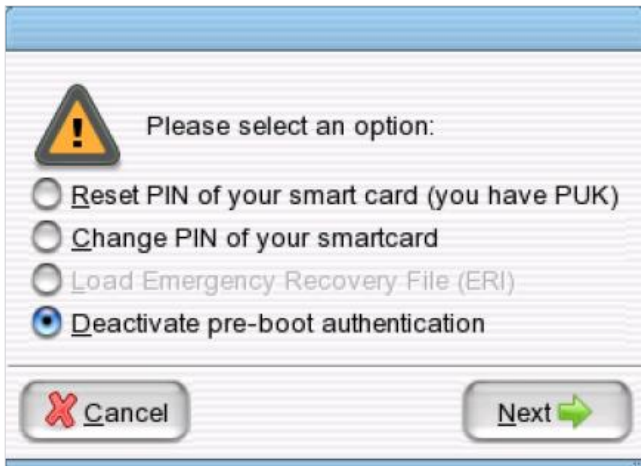 Please select an option:
Reset PIN of your smart card (you have PUK)
Change PIN of your smartcard
Load Emergency Recovery File (ERI)
Deactivate pre-boot authentication
Cancel
Next